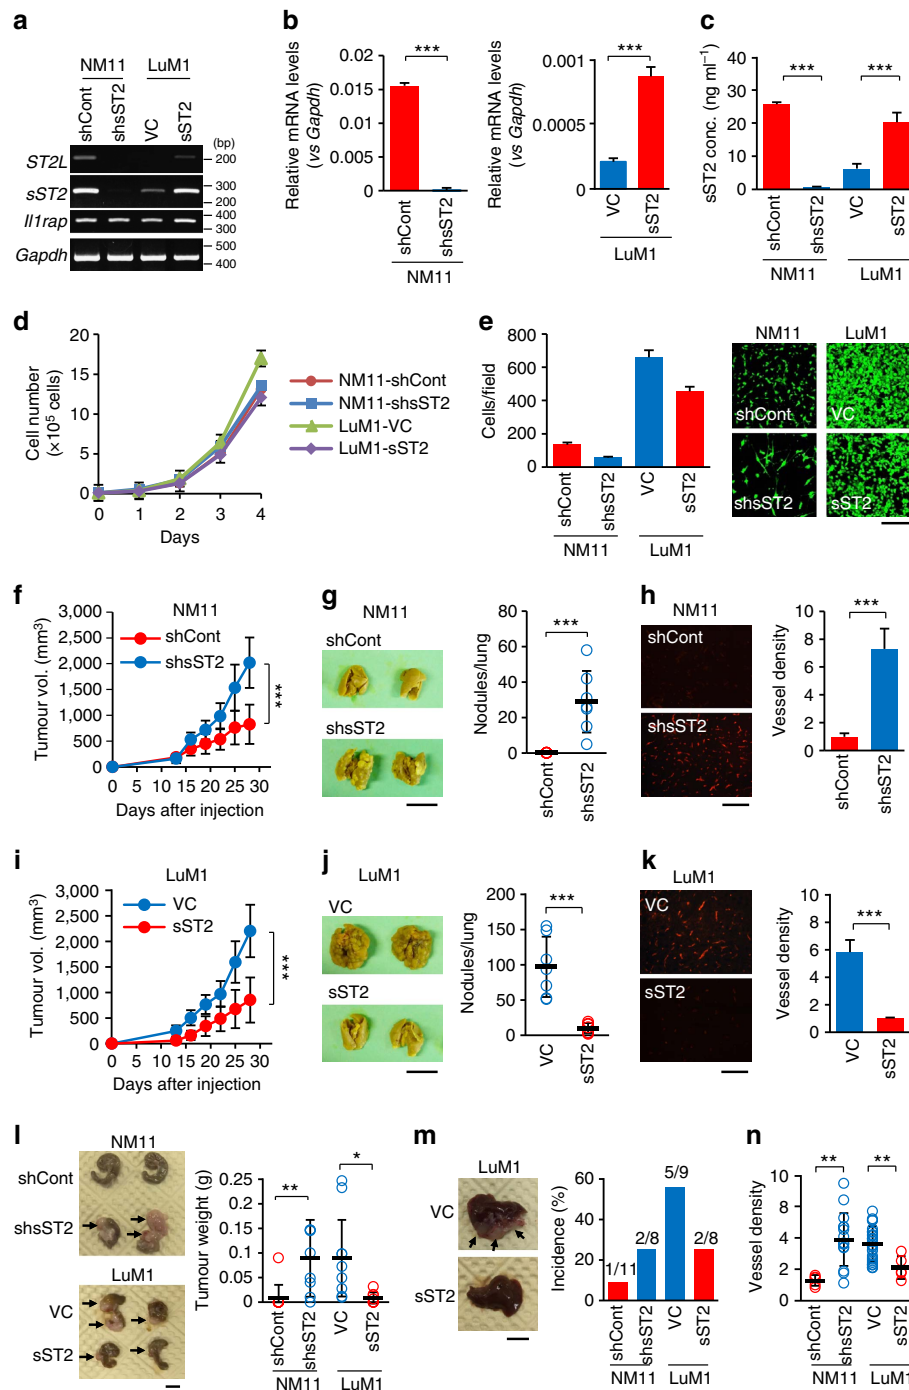 a
NM11 LuM1
shCont
shsST2
VC
sST2
(bp)
ST2L
200
sST2
300
200
Il1rap
400
300
Gapdh
500
400
b
Relative mRNA levels
(vs Gapdh)
0.02
0.015
0.01
0.005
0
***
shCont
shsST2
NM11
Relative mRNA levels
(vs Gapdh)
0.001
0.0005
0
***
VC
sST2
LuM1
c
sST2 conc. (ng ml⁻¹)
40
30
20
10
0
*** ***
shCont
shsST2
VC
sST2
NM11 LuM1
d
Cell number
(×10⁵ cells)
20
15
10
5
0
0 1 2 3 4
Days
NM11-shCont
NM11-shsST2
LuM1-VC
LuM1-sST2
e
Cells/field
800
600
400
200
0
shCont
shsST2
VC
sST2
NM11 LuM1
NM11 LuM1
shCont VC
shsST2 sST2
f
NM11
Tumour vol. (mm³)
3,000
2,500
2,000
1,500
1,000
500
0
shCont
shsST2
***
0 5 10 15 20 25 30
Days after injection
g
NM11
shCont
shsST2
Nodules/lung
80
60
40
20
0
***
shCont
shsST2
h
NM11
shCont
shsST2
Vessel density
10
8
6
4
2
0
***
shCont
shsST2
i
LuM1
Tumour vol. (mm³)
3,000
2,500
2,000
1,500
1,000
500
0
VC
sST2
***
0 5 10 15 20 25 30
Days after injection
j
LuM1
VC
sST2
Nodules/lung
200
150
100
50
0
***
VC
sST2
k
LuM1
VC
sST2
Vessel density
10
8
6
4
2
0
***
VC
sST2
l
NM11
shCont
shsST2
LuM1
VC
sST2
Tumour weight (g)
0.25
0.2
0.1
0.05
0
** *
shCont
shsST2
VC
sST2
NM11 LuM1
m
LuM1
VC
sST2
Incidence (%)
60
40
20
0
1/11
2/8
5/9
2/8
shCont
shsST2
VC
sST2
NM11 LuM1
n
Vessel density
10
8
6
4
2
0
** **
shCont
shsST2
VC
sST2
NM11 LuM1